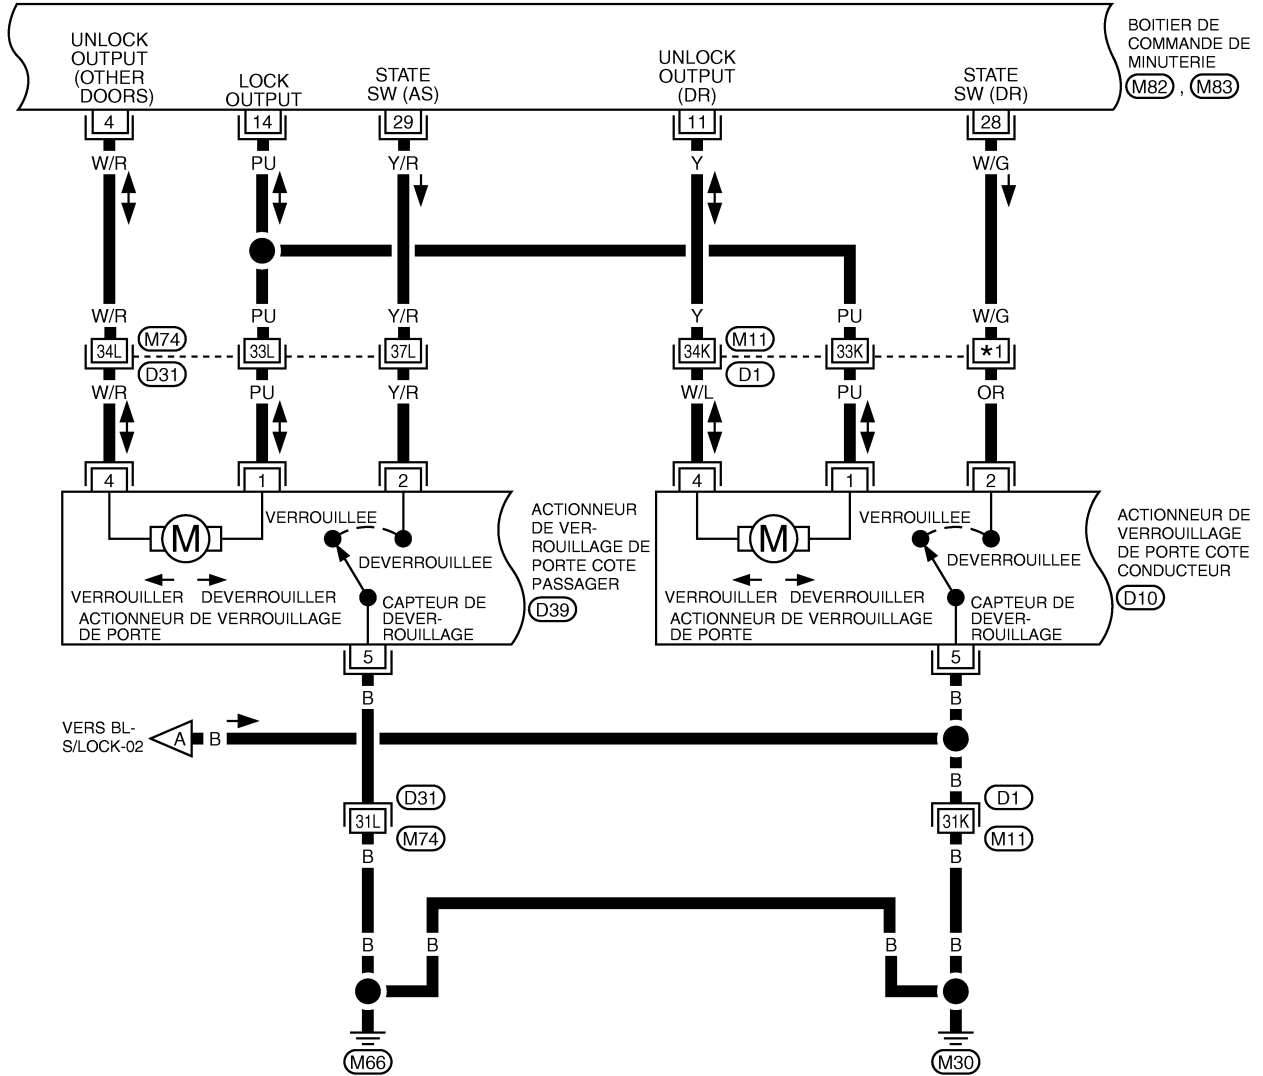 UNLOCK
OUTPUT
(OTHER
DOORS)
LOCK
OUTPUT
STATE
SW (AS)
UNLOCK
OUTPUT
(DR)
STATE
SW (DR)
BOITIER DE
COMMANDE DE
MINUTERIE
M82 , M83
4 14 29 11 28
W/R PU Y/R Y W/G
W/R PU Y/R Y PU W/G
M74 M11
34L 33L 37L 34K 33K *1
D31 D1
W/R PU Y/R W/L PU OR
4 1 2 4 1 2
VERROUILLEE
M
DEVERROUILLEE
VERROUILLER DEVERROUILLER
ACTIONNEUR DE VERROUILLAGE
DE PORTE
CAPTEUR DE
DEVER-
ROUILLAGE
5
ACTIONNEUR
DE VER-
ROUILLAGE DE
PORTE COTE
PASSAGER
D39
VERROUILLEE
M
DEVERROUILLEE
VERROUILLER DEVERROUILLER
ACTIONNEUR DE VERROUILLAGE
DE PORTE
CAPTEUR DE
DEVER-
ROUILLAGE
5
ACTIONNEUR DE
VERROUILLAGE
DE PORTE COTE
CONDUCTEUR
D10
B B
VERS BL-
S/LOCK-02
A B
B
D31 D1
31L 31K
M74 M11
B B
B B B B
M66 M30